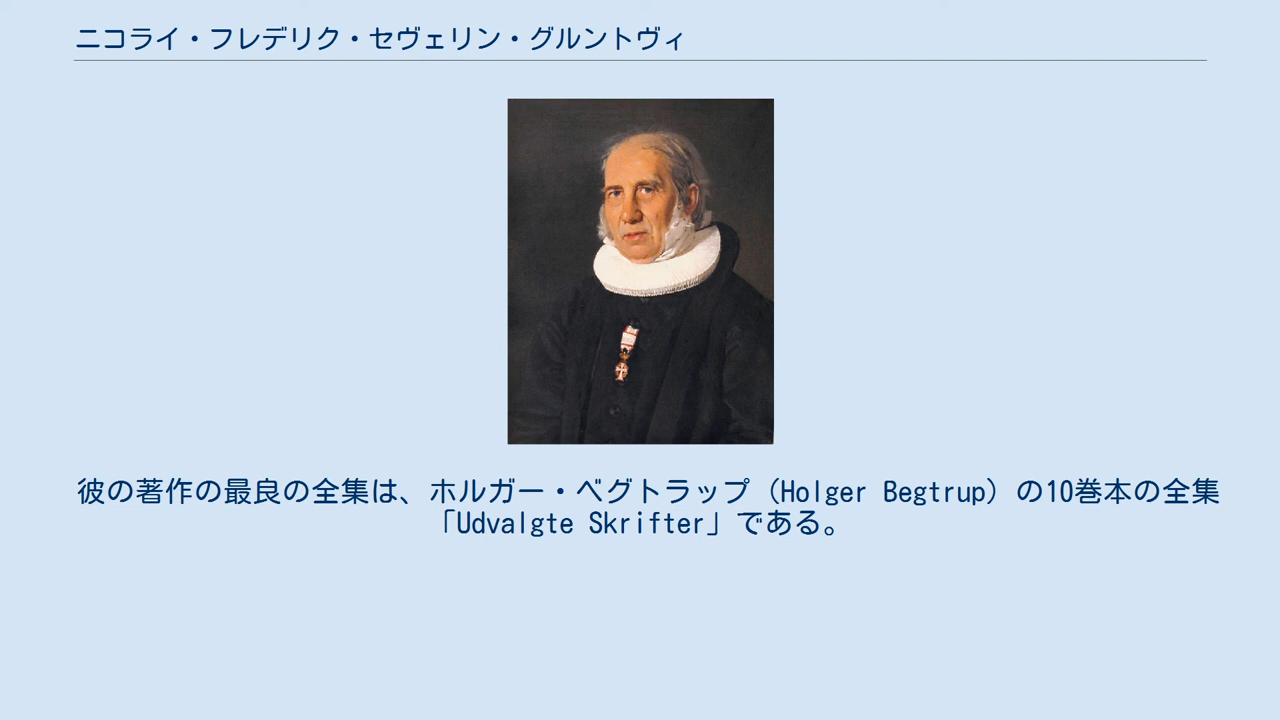 ニコライ・フレデリク・セヴェリン・グルントヴィ
彼の著作の最良の全集は、ホルガー・ベグトラップ（Holger Begtrup）の10巻本の全集
「Udvalgte Skrifter」である。